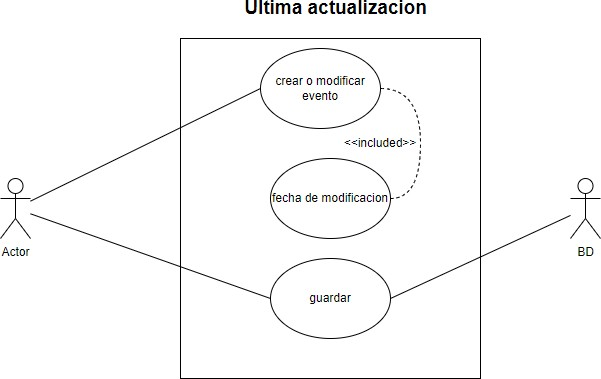 Ultima actualizacion
crear o modificar
evento
<<included>>
fecha de modificacion
Actor
BD
guardar